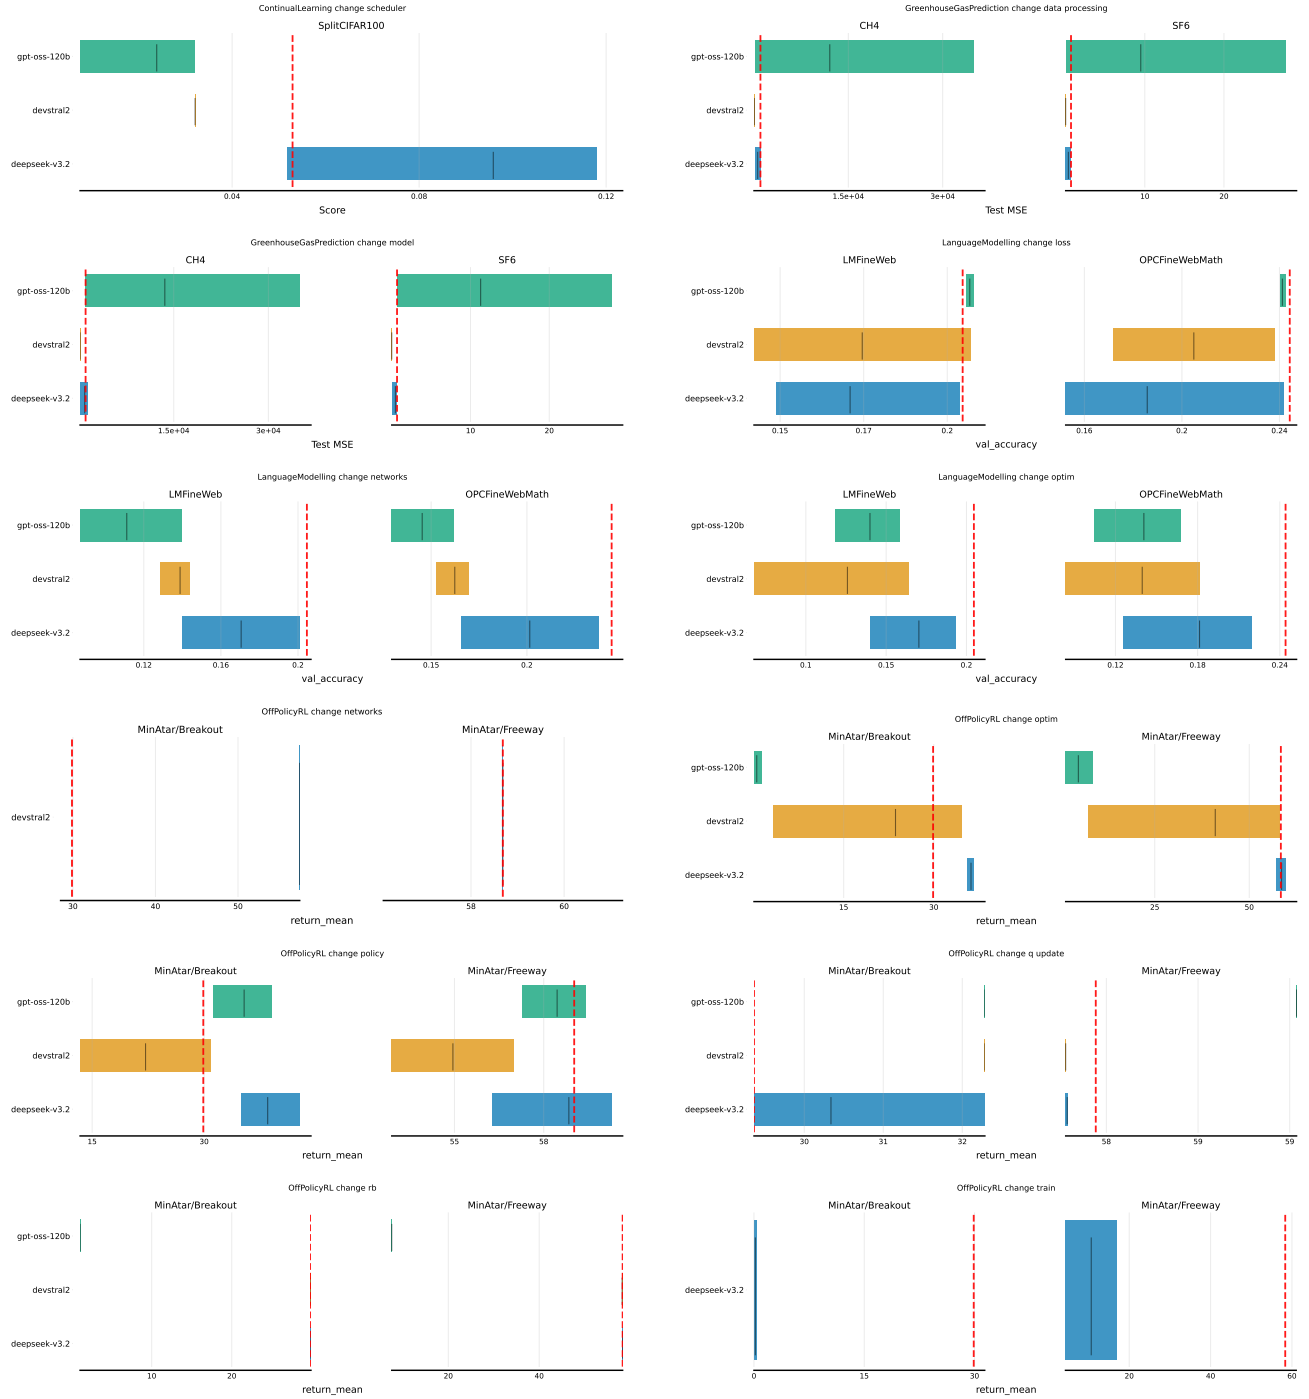 ContinualLearning change scheduler
SplitCIFAR100
gpt-oss-120b
devstral2
deepseek-v3.2
0.04 0.08 0.12
Score
GreenhouseGasPrediction change data processing
CH4 SF6
gpt-oss-120b
devstral2
deepseek-v3.2
1.5e+04 3e+04 10 20
Test MSE
GreenhouseGasPrediction change model
CH4 SF6
gpt-oss-120b
devstral2
deepseek-v3.2
1.5e+04 3e+04 10 20
Test MSE
LanguageModelling change loss
LMFineWeb OPCFineWebMath
gpt-oss-120b
devstral2
deepseek-v3.2
0.15 0.17 0.2 0.16 0.2 0.24
val_accuracy
LanguageModelling change networks
LMFineWeb OPCFineWebMath
gpt-oss-120b
devstral2
deepseek-v3.2
0.12 0.16 0.2 0.15 0.2
val_accuracy
LanguageModelling change optim
LMFineWeb OPCFineWebMath
gpt-oss-120b
devstral2
deepseek-v3.2
0.1 0.15 0.2 0.12 0.18 0.24
val_accuracy
OffPolicyRL change networks
MinAtar/Breakout MinAtar/Freeway
devstral2
30 40 50 58 60
return_mean
OffPolicyRL change optim
MinAtar/Breakout MinAtar/Freeway
gpt-oss-120b
devstral2
deepseek-v3.2
15 30 25 50
return_mean
OffPolicyRL change policy
MinAtar/Breakout MinAtar/Freeway
gpt-oss-120b
devstral2
deepseek-v3.2
15 30 55 58
return_mean
OffPolicyRL change q update
MinAtar/Breakout MinAtar/Freeway
gpt-oss-120b
devstral2
deepseek-v3.2
30 31 32 58 59 59
return_mean
OffPolicyRL change rb
MinAtar/Breakout MinAtar/Freeway
gpt-oss-120b
devstral2
deepseek-v3.2
10 20 20 40
return_mean
OffPolicyRL change train
MinAtar/Breakout MinAtar/Freeway
deepseek-v3.2
0 10 20 30 20 40 60
return_mean